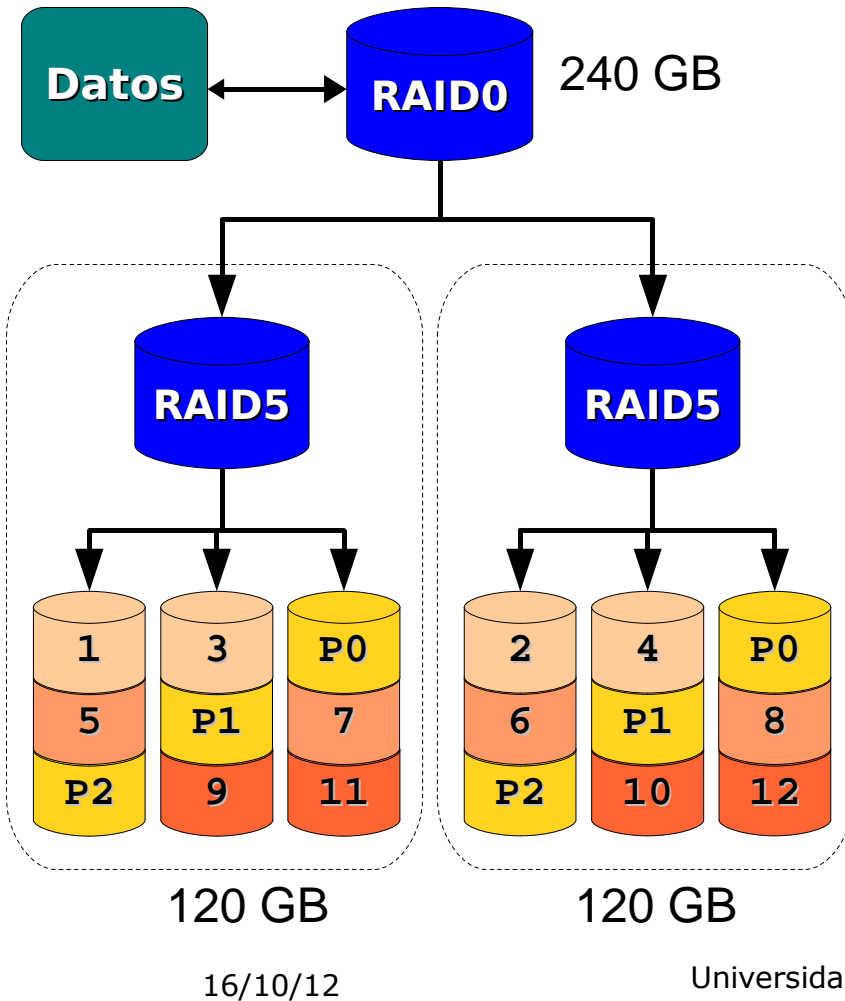 Datos
RAID0
240 GB
RAID5
RAID5
1 3 P0
2 4 P0
5 P1 7
6 P1 8
P2 9 11
P2 10 12
120 GB
120 GB
16/10/12
Universida